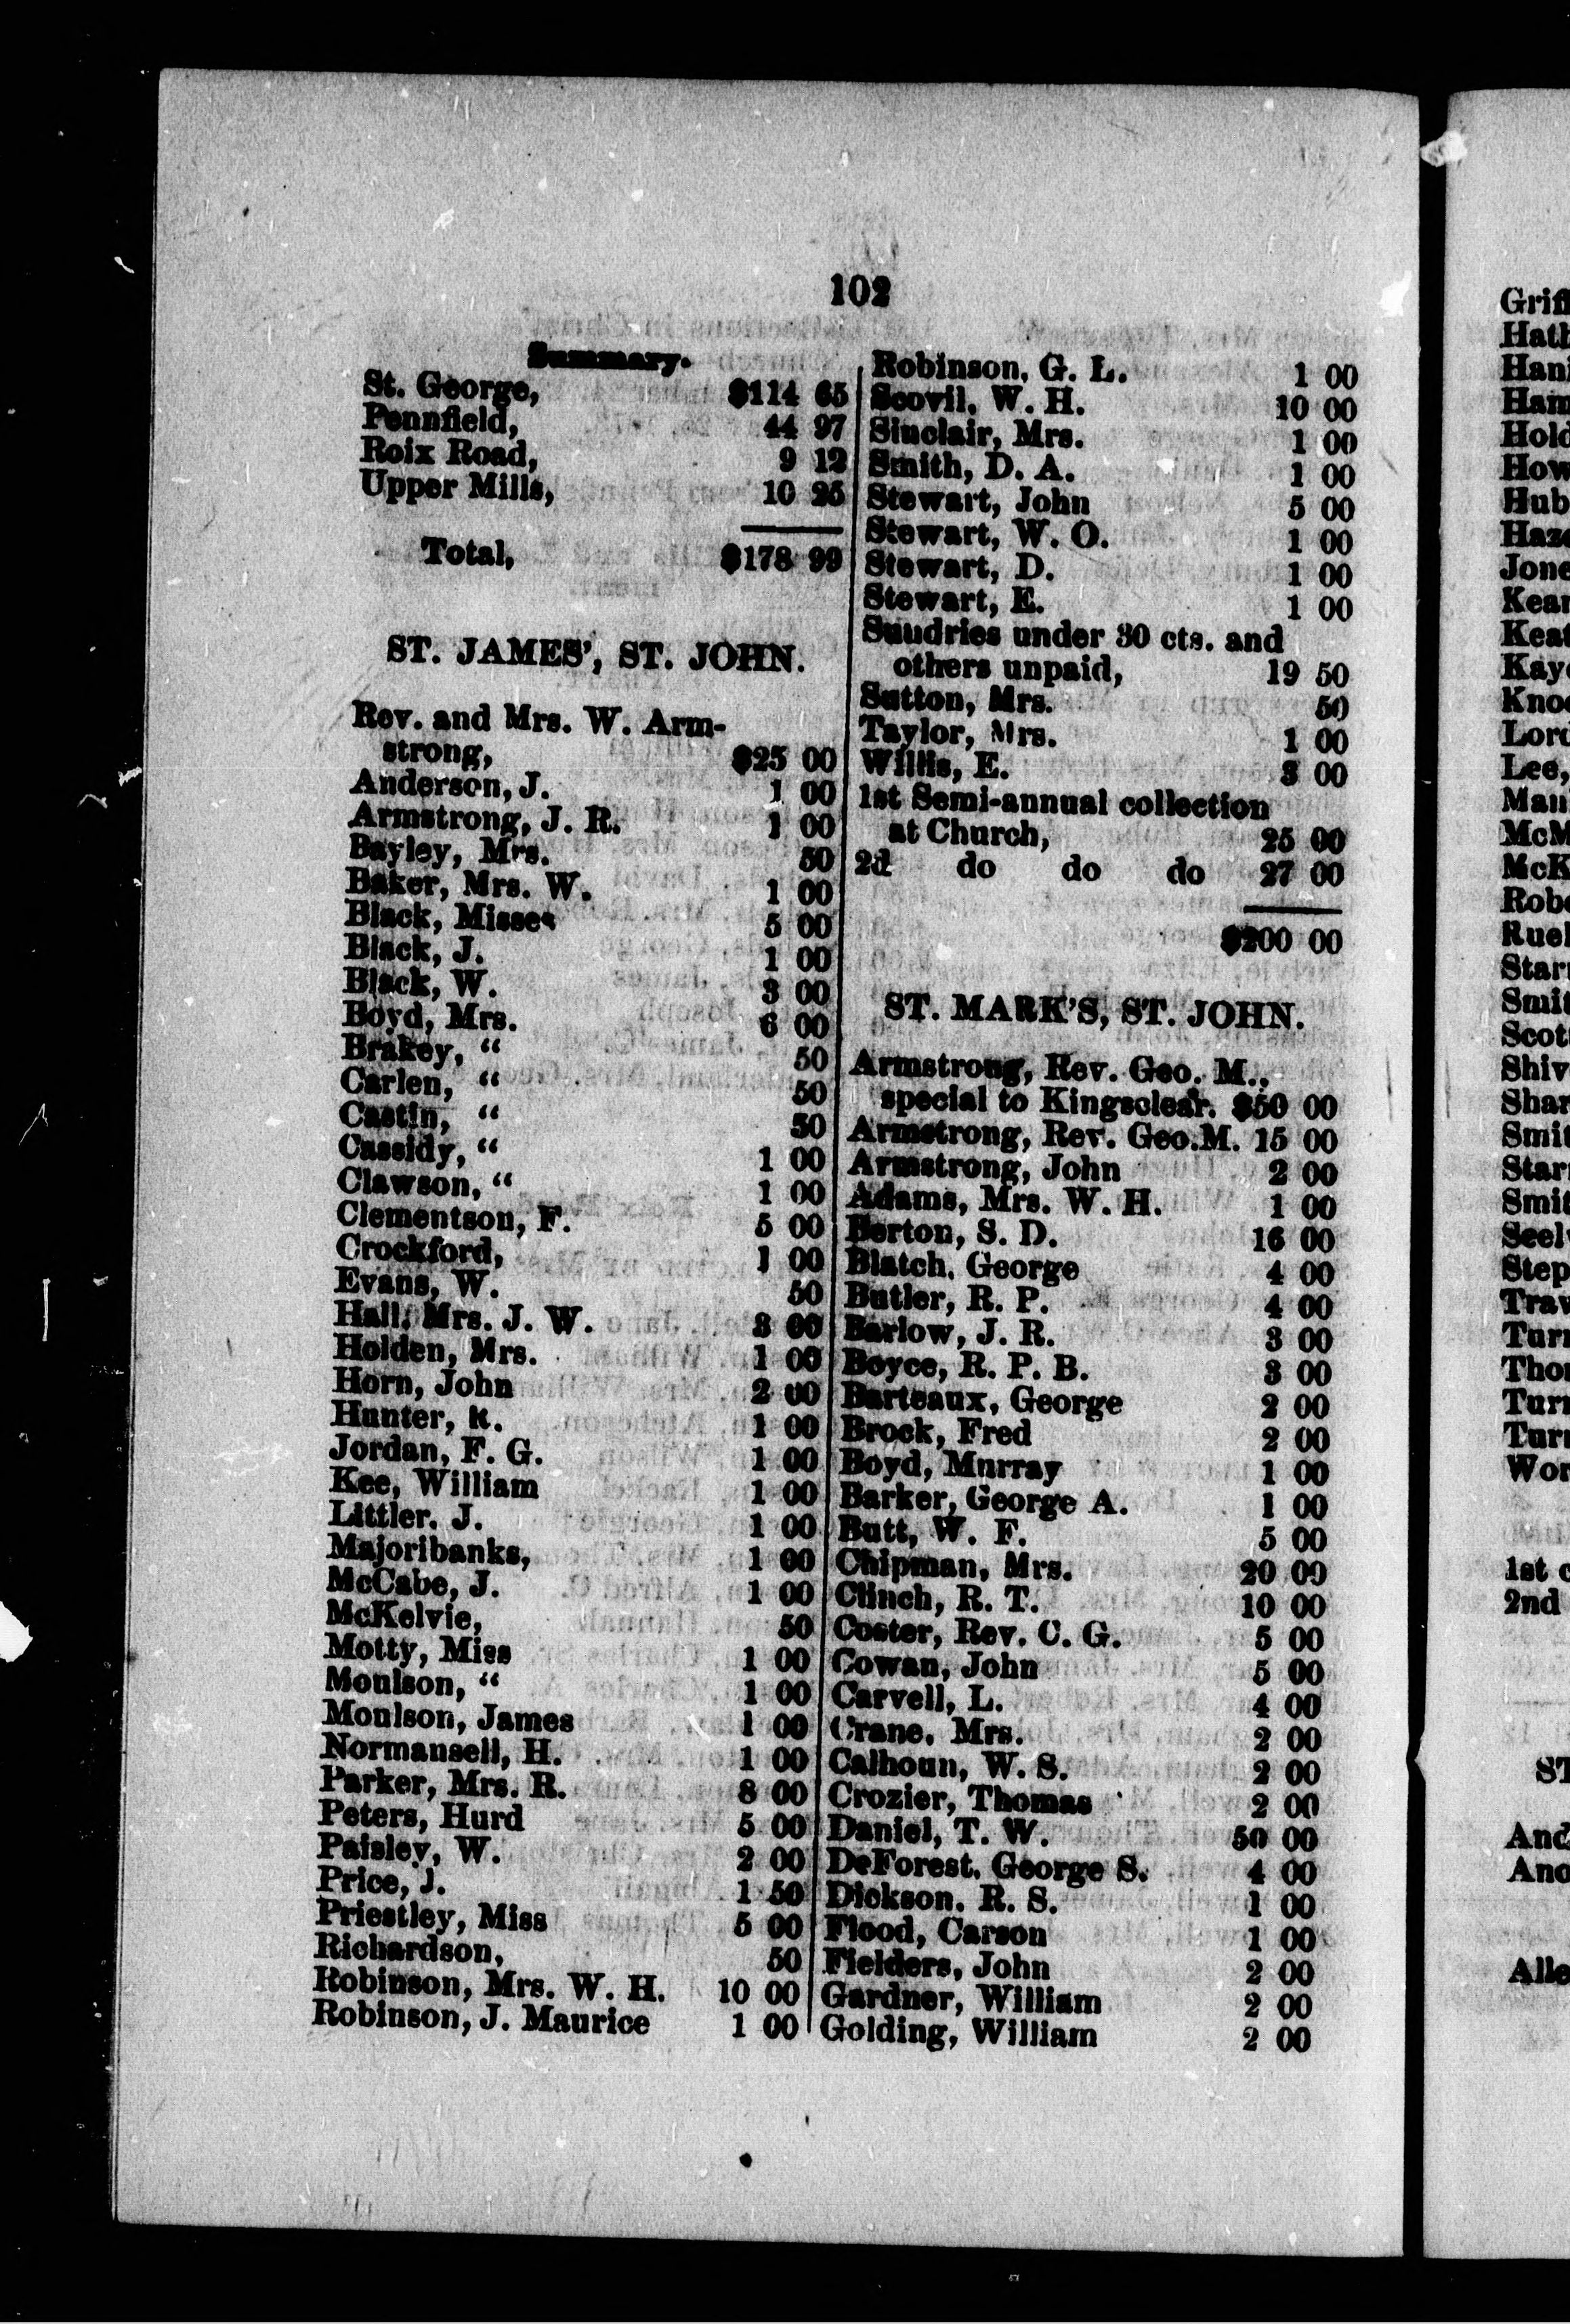 102
Summary.
St. George, $114 65
Pennfield, 44 97
Roix Road, 9 12
Upper Mills, 10 25
Total, $178 99
ST. JAMES', ST. JOHN.
Rev. and Mrs. W. Arm-
strong, $25 00
Anderson, J. 1 00
Armstrong, J. R. 1 00
Bayley, Mrs. 50
Baker, Mrs. W. 1 00
Black, Misses 5 00
Black, J. 1 00
Black, W. 3 00
Boyd, Mrs. 6 00
Brakey, " 50
Carlen, " 50
Castin, " 50
Cassidy, " 1 00
Clawson, " 1 00
Clementson, F. 5 00
Crockford, 1 00
Evans, W. 50
Hall, Mrs. J. W. 3 00
Holden, Mrs. 1 00
Horn, John 2 00
Hunter, R. 1 00
Jordan, F. G. 1 00
Kee, William 1 00
Littler, J. 1 00
Majoribanks, 1 00
McCabe, J. 1 00
McKelvie, 50
Motty, Miss 1 00
Moulson, " 1 00
Moulson, James 1 00
Normansell, H. 1 00
Parker, Mrs. R. 8 00
Peters, Hurd 5 00
Paisley, W. 2 00
Price, J. 1 50
Priestley, Miss 5 00
Richardson, 50
Robinson, Mrs. W. H. 10 00
Robinson, J. Maurice 1 00
Robinson, G. L. 1 00
Scovil, W. H. 10 00
Sinclair, Mrs. 1 00
Smith, D. A. 1 00
Stewart, John 5 00
Stewart, W. O. 1 00
Stewart, D. 1 00
Stewart, E. 1 00
Sundries under 30 cts. and
others unpaid, 19 50
Sutton, Mrs. 50
Taylor, Mrs. 1 00
Willis, E. 3 00
1st Semi-annual collection
at Church, 25 00
2d do do do 27 00
$200 00
ST. MARK'S, ST. JOHN.
Armstrong, Rev. Geo. M.,
special to Kingsclear. $50 00
Armstrong, Rev. Geo. M. 15 00
Armstrong, John 2 00
Adams, Mrs. W. H. 1 00
Berton, S. D. 16 00
Blatch, George 4 00
Butler, R. P. 4 00
Barlow, J. R. 3 00
Boyce, R. P. B. 3 00
Barteaux, George 2 00
Brock, Fred 2 00
Boyd, Murray 1 00
Barker, George A. 1 00
Butt, W. F. 5 00
Chipman, Mrs. 20 00
Clinch, R. T. 10 00
Coster, Rev. C. G. 5 00
Cowan, John 5 00
Carvell, L. 4 00
Crane, Mrs. 2 00
Calhoun, W. S. 2 00
Crozier, Thomas 2 00
Daniel, T. W. 50 00
DeForest, George S. 4 00
Dickson, R. S. 1 00
Flood, Carson 1 00
Fielders, John 2 00
Gardner, William 2 00
Golding, William 2 00
Hold
How
Hub
Jone
Lee,
McM
McK
1st
2nd